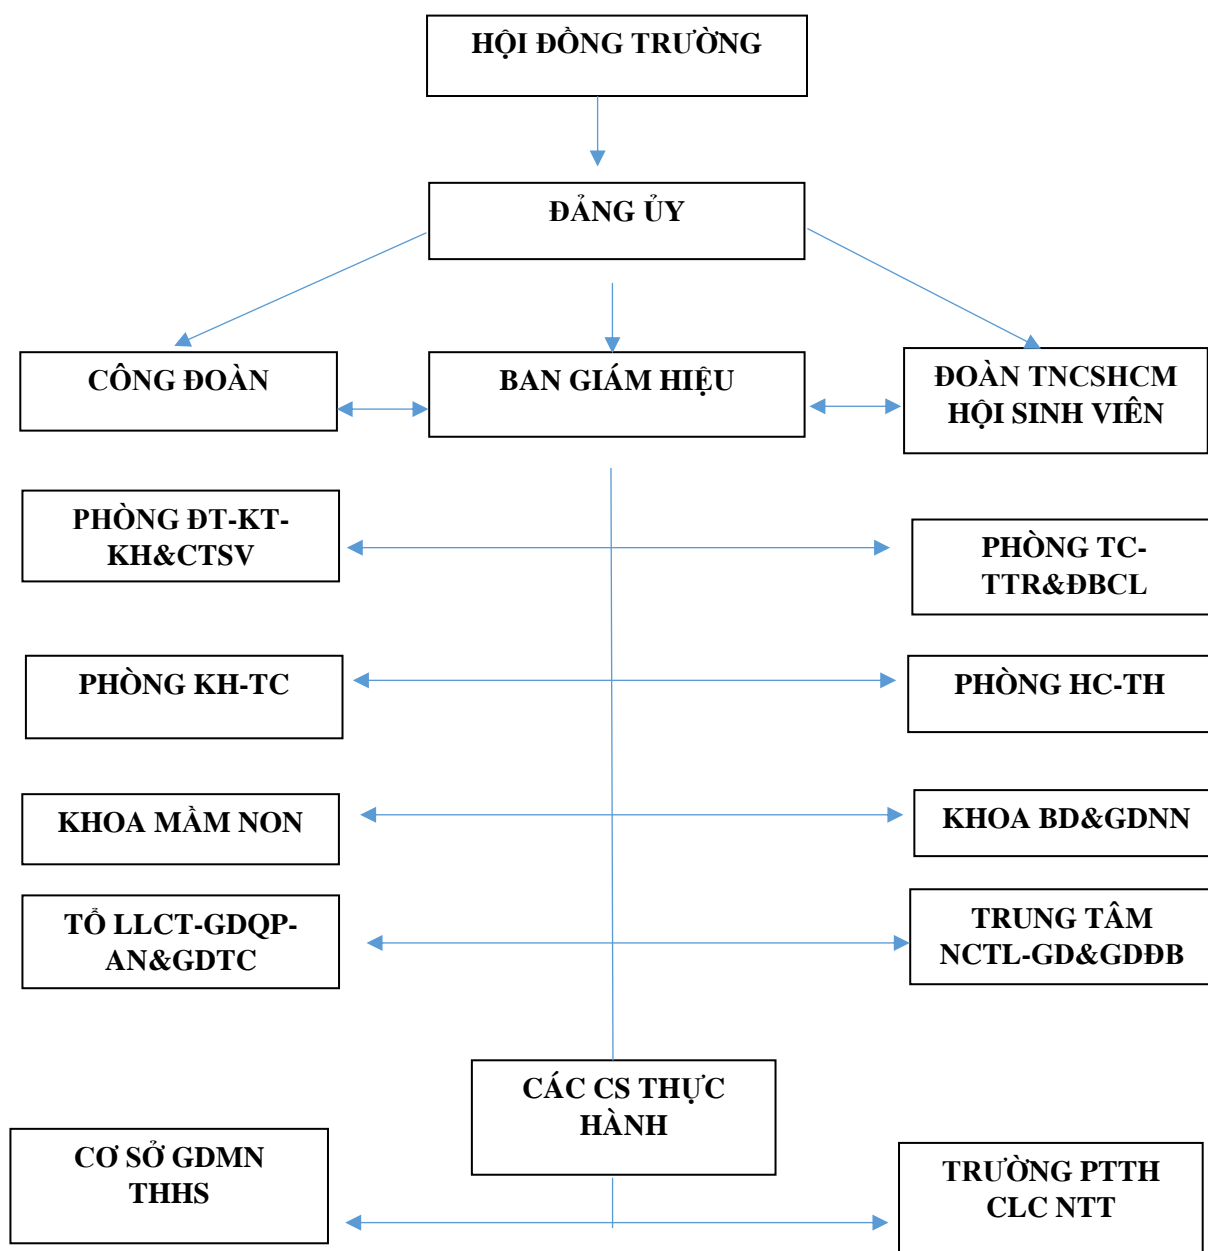 HỘI ĐỒNG TRƯỜNG
ĐẢNG ỦY
CÔNG ĐOÀN
BAN GIÁM HIỆU
ĐOÀN TNCSHCM
HỘI SINH VIÊN
PHÒNG ĐT-KT-
KH&CTSV
PHÒNG TC-
TTR&ĐBCL
PHÒNG KH-TC
PHÒNG HC-TH
KHOA MẦM NON
KHOA BD&GDNN
TỔ LLCT-GDQP-
AN&GDTC
TRUNG TÂM
NCTL-GD&GDĐB
CÁC CS THỰC
HÀNH
CƠ SỞ GDMN
THHS
TRƯỜNG PTTH
CLC NTT